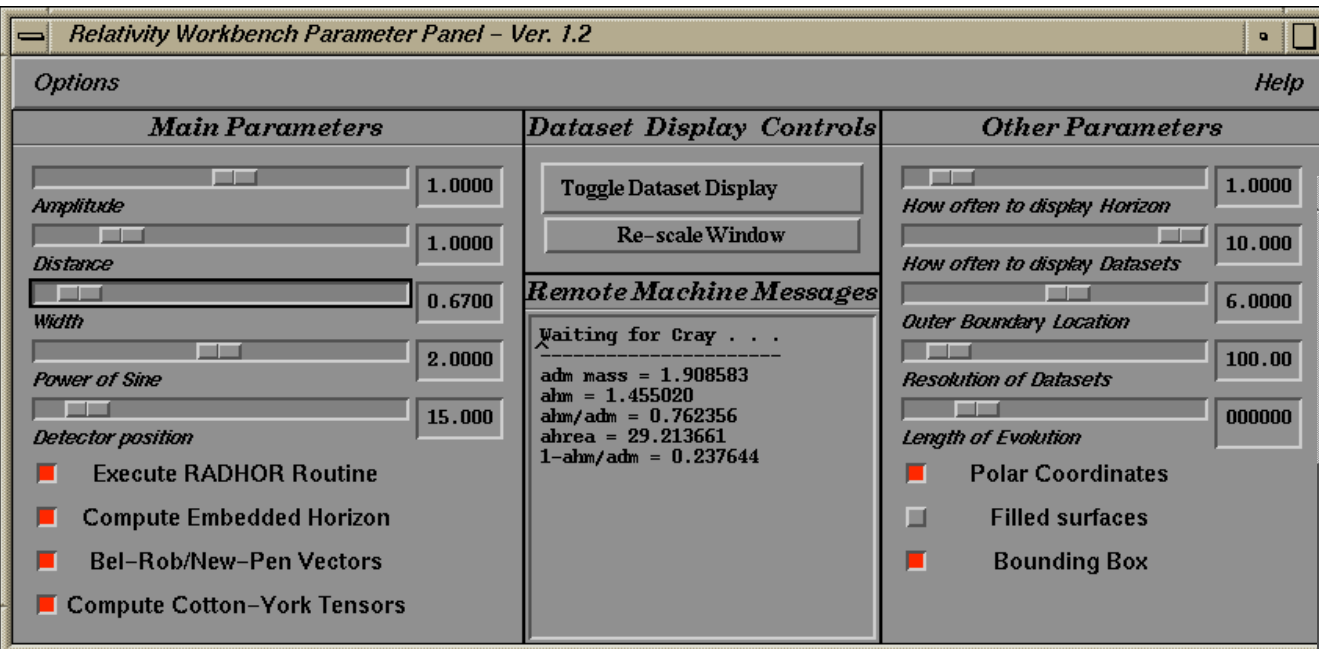 Relativity Workbench Parameter Panel – Ver. 1.2
Options
Help
Main Parameters
1.0000
Amplitude
1.0000
Distance
0.6700
Width
2.0000
Power of Sine
15.000
Detector position
Execute RADHOR Routine
Compute Embedded Horizon
Bel–Rob/New–Pen Vectors
Compute Cotton–York Tensors
Dataset Display Controls
Toggle Dataset Display
Re–scale Window
Remote Machine Messages
Waiting for Cray . . .
----------------------
adm mass = 1.908583
ahm = 1.455020
ahm/adm = 0.762356
ahrea = 29.213661
1-ahm/adm = 0.237644
Other Parameters
1.0000
How often to display Horizon
10.000
How often to display Datasets
6.0000
Outer Boundary Location
100.00
Resolution of Datasets
000000
Length of Evolution
Polar Coordinates
Filled surfaces
Bounding Box